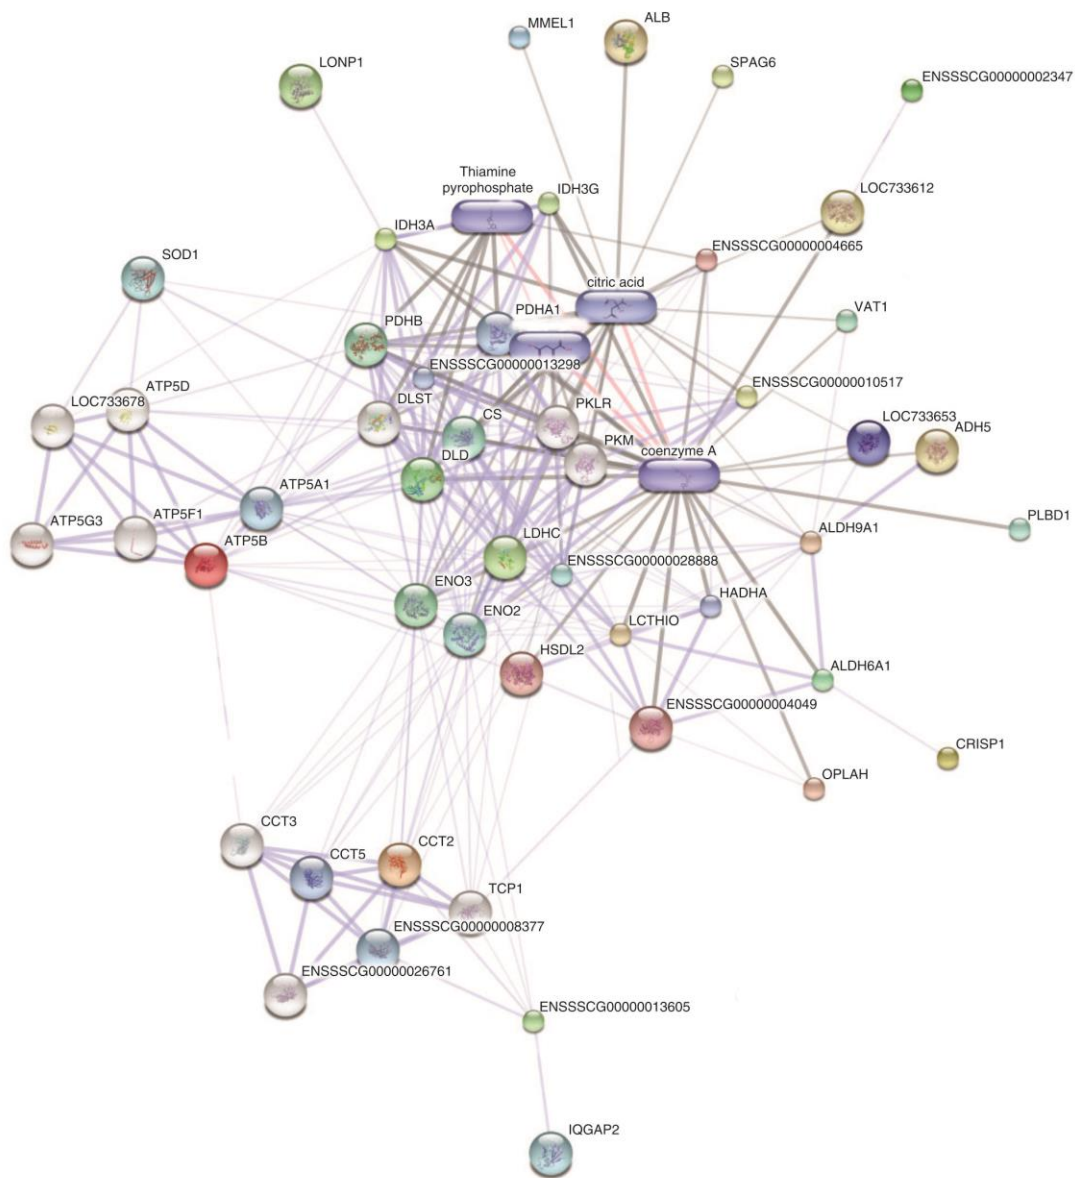 MMEL1
ALB
SPAG6
LONP1
ENSSSCG00000002347
Thiamine
pyrophosphate
IDH3G
LOC733612
IDH3A
ENSSSCG00000004665
SOD1
citric acid
VAT1
PDHB
PDHA1
ENSSSCG00000013298
ENSSSCG00000010517
LOC733678
ATP5D
DLST
CS
PKLR
LOC733653
ADH5
PKM
coenzyme A
DLD
ATP5A1
PLBD1
ATP5G3
ATP5F1
ATP5B
LDHC
ALDH9A1
ENSSSCG00000028888
ENO3
HADHA
ENO2
LCTHIO
HSDL2
ALDH6A1
ENSSSCG00000004049
CRISP1
OPLAH
CCT3
CCT5
CCT2
TCP1
ENSSSCG00000008377
ENSSSCG00000026761
ENSSSCG00000013605
IQGAP2